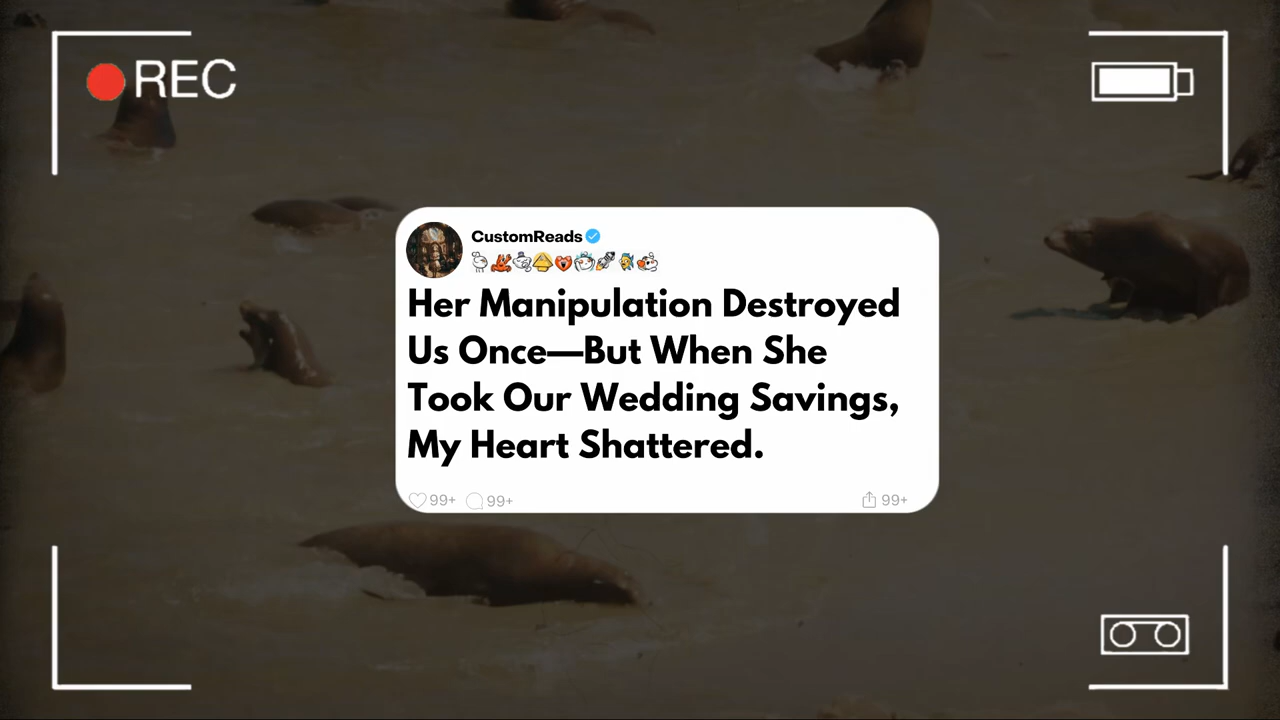 REC
CustomReads
Her Manipulation Destroyed
Us Once—But When She
Took Our Wedding Savings,
My Heart Shattered.
99+ 99+ 99+